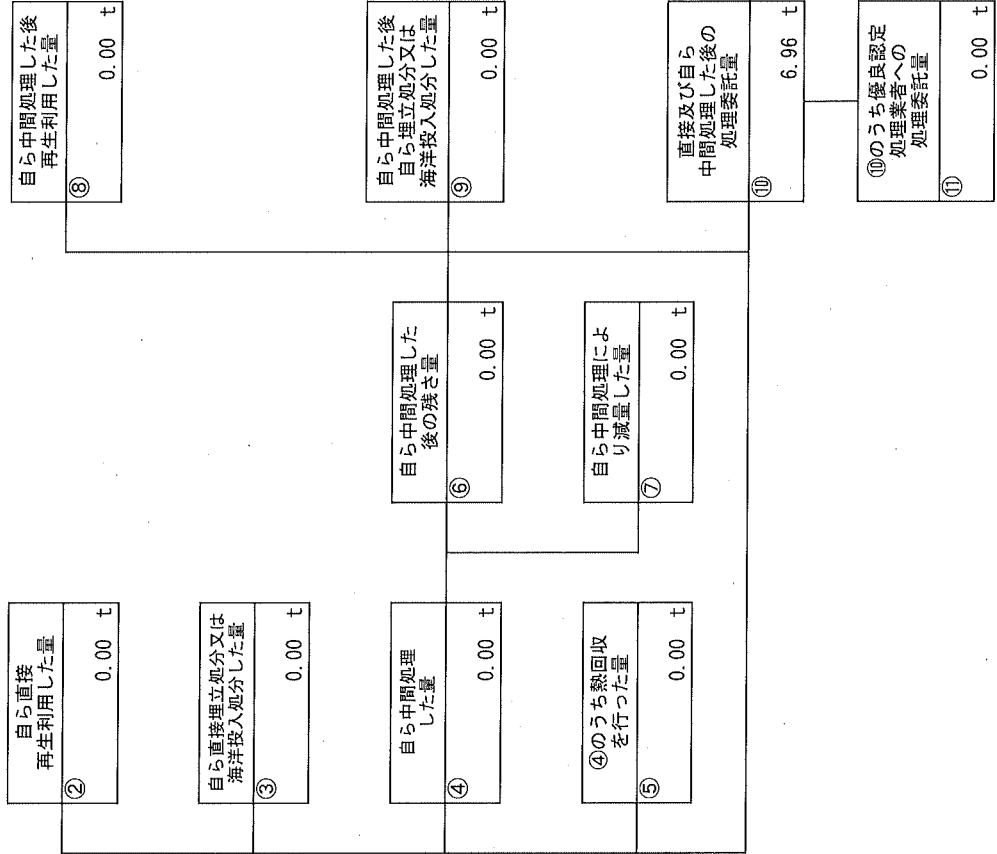 自ら直接
再生利用した量
②
0.00 t
自ら直接埋立処分又は
海洋投入処分した量
③
0.00 t
自ら中間処理
した量
④
0.00 t
④のうち熱回収
を行った量
⑤
0.00 t
自ら中間処理した
後の残さ量
⑥
0.00 t
自ら中間処理によ
り減量した量
⑦
0.00 t
自ら中間処理した後
再生利用した量
⑧
0.00 t
自ら中間処理した後
自ら埋立処分又は
海洋投入処分した量
⑨
0.00 t
直接及び自ら
中間処理した後の
処理委託量
⑩
6.96 t
⑩のうち優良認定
処理業者への
処理委託量
⑪
0.00 t